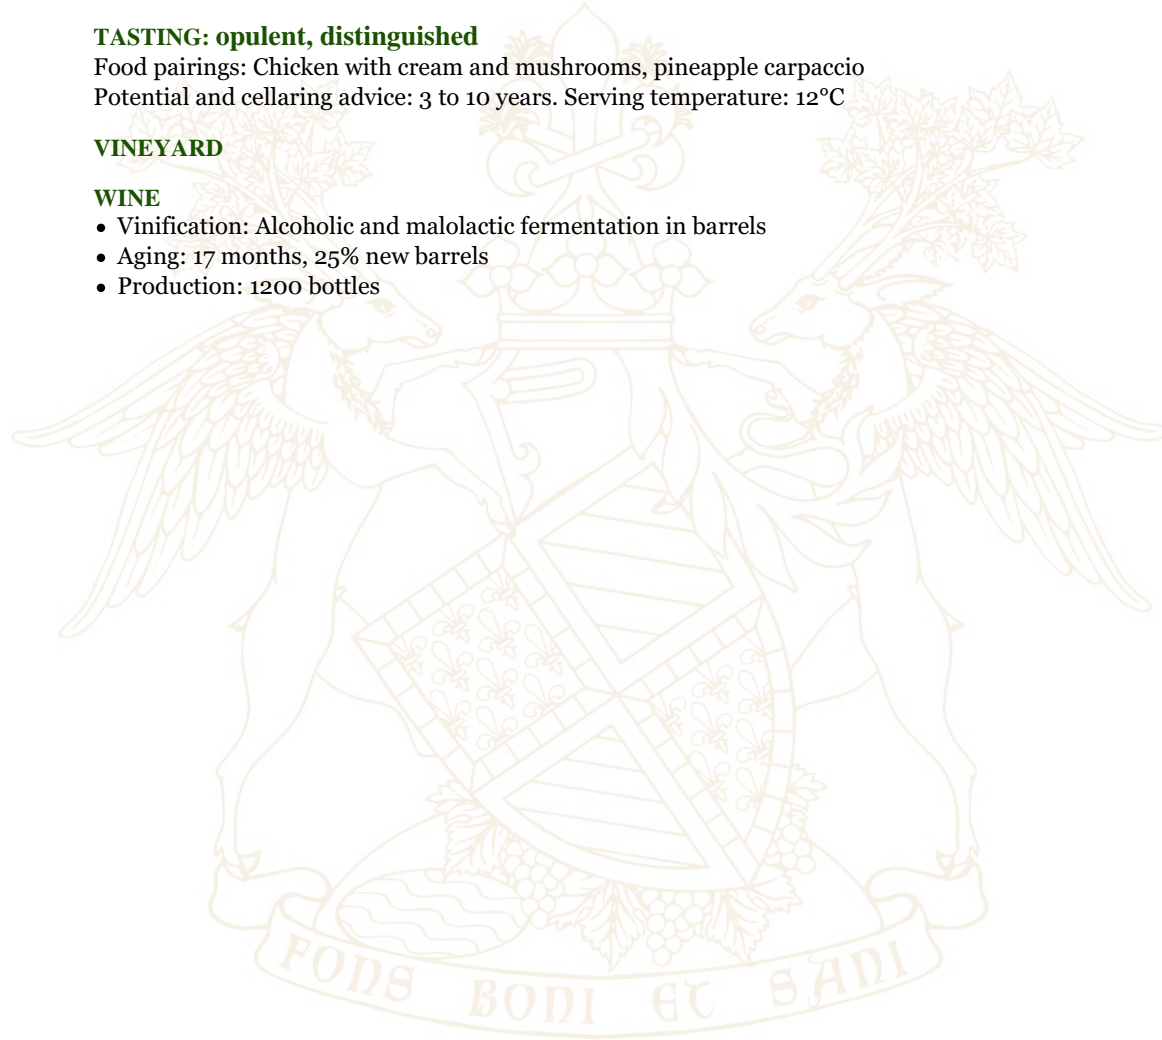 TASTING: opulent, distinguished
Food pairings: Chicken with cream and mushrooms, pineapple carpaccio
Potential and cellaring advice: 3 to 10 years. Serving temperature: 12°C
VINEYARD
WINE
• Vinification: Alcoholic and malolactic fermentation in barrels
• Aging: 17 months, 25% new barrels
• Production: 1200 bottles
FONS BONI ET SANI